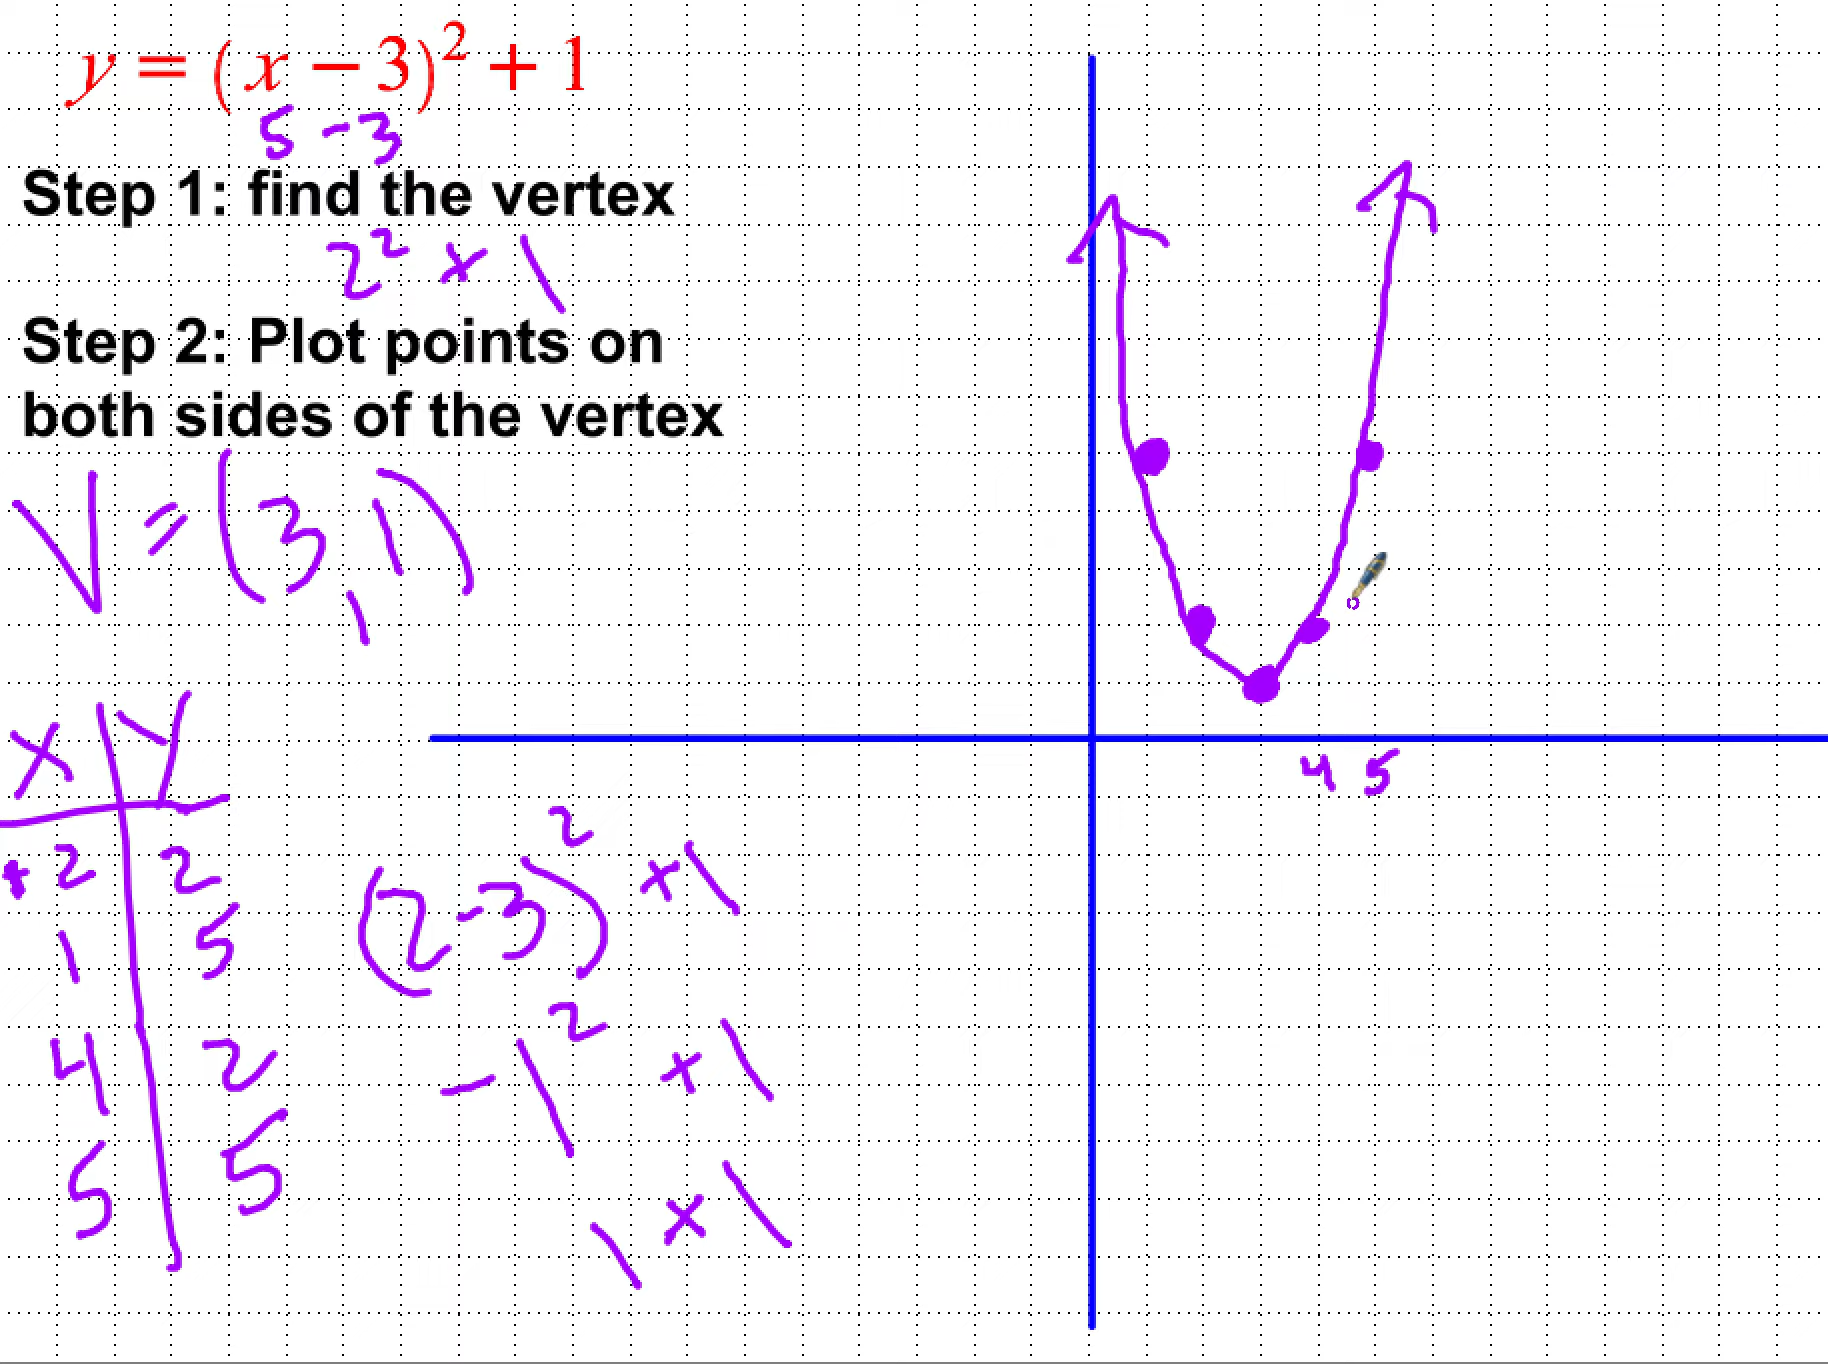 y = (x − 3)² + 1
5 - 3
Step 1: find the vertex
2² + 1
Step 2: Plot points on
both sides of the vertex
V = (3, 1)
X Y
2 2
1 5
4 2
5 5
(2-3)² +1
-1² +1
1 +1
4 5